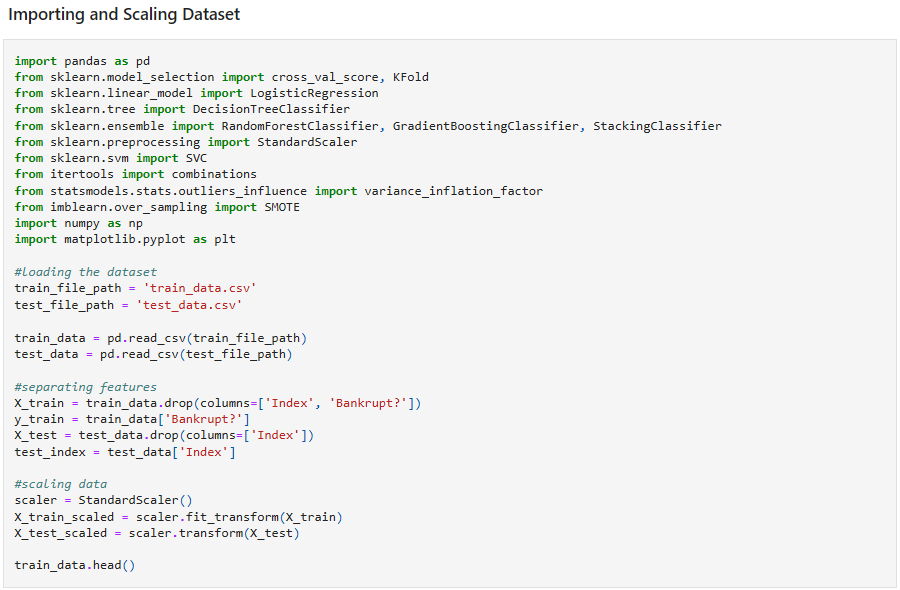 Importing and Scaling Dataset
import pandas as pd
from sklearn.model_selection import cross_val_score, KFold
from sklearn.linear_model import LogisticRegression
from sklearn.tree import DecisionTreeClassifier
from sklearn.ensemble import RandomForestClassifier, GradientBoostingClassifier, StackingClassifier
from sklearn.preprocessing import StandardScaler
from sklearn.svm import SVC
from itertools import combinations
from statsmodels.stats.outliers_influence import variance_inflation_factor
from imblearn.over_sampling import SMOTE
import numpy as np
import matplotlib.pyplot as plt
#loading the dataset
train_file_path = 'train_data.csv'
test_file_path = 'test_data.csv'
train_data = pd.read_csv(train_file_path)
test_data = pd.read_csv(test_file_path)
#separating features
X_train = train_data.drop(columns=['Index', 'Bankrupt?'])
y_train = train_data['Bankrupt?']
X_test = test_data.drop(columns=['Index'])
test_index = test_data['Index']
#scaling data
scaler = StandardScaler()
X_train_scaled = scaler.fit_transform(X_train)
X_test_scaled = scaler.transform(X_test)
train_data.head()